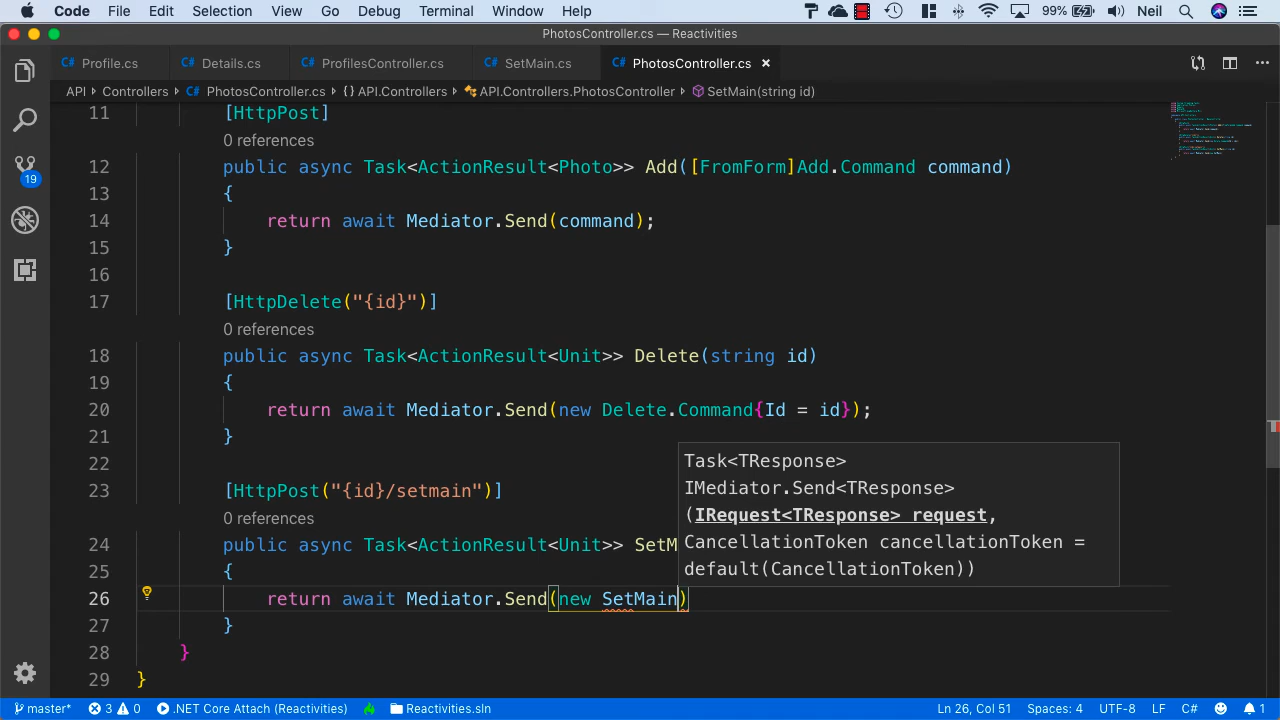 Code File Edit Selection View Go Debug Terminal Window Help 99% Neil
PhotosController.cs — Reactivities
C# Profile.cs C# Details.cs C# ProfilesController.cs C# SetMain.cs C# PhotosController.cs ×
API › Controllers › C# PhotosController.cs › {} API.Controllers › API.Controllers.PhotosController › SetMain(string id)
11 [HttpPost]
0 references
12 public async Task<ActionResult<Photo>> Add([FromForm]Add.Command command)
13 {
14 return await Mediator.Send(command);
15 }
16
17 [HttpDelete("{id}")]
0 references
18 public async Task<ActionResult<Unit>> Delete(string id)
19 {
20 return await Mediator.Send(new Delete.Command{Id = id});
21 }
22
23 [HttpPost("{id}/setmain")]
0 references
24 public async Task<ActionResult<Unit>> SetM
25 {
26 return await Mediator.Send(new SetMain)
27 }
28 }
29 }
Task<TResponse>
IMediator.Send<TResponse>
(IRequest<TResponse> request,
CancellationToken cancellationToken =
default(CancellationToken))
19
master* 3 0 .NET Core Attach (Reactivities) Reactivities.sln Ln 26, Col 51 Spaces: 4 UTF-8 LF C# 1